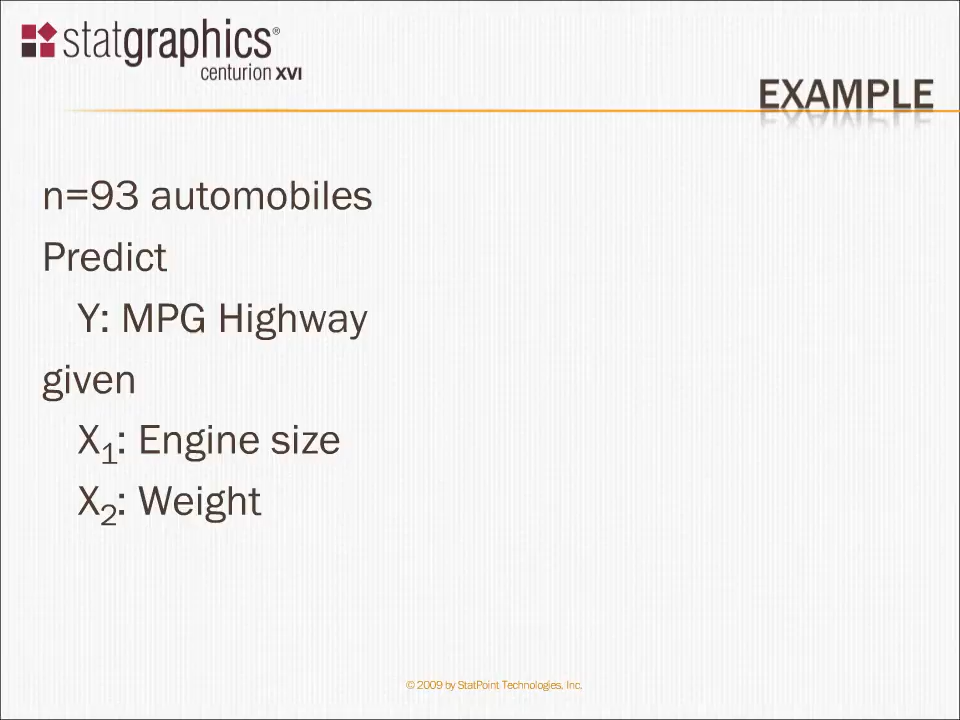 statgraphics®
centurion XVI
EXAMPLE
n=93 automobiles
Predict
Y: MPG Highway
given
X₁: Engine size
X₂: Weight
© 2009 by StatPoint Technologies, Inc.